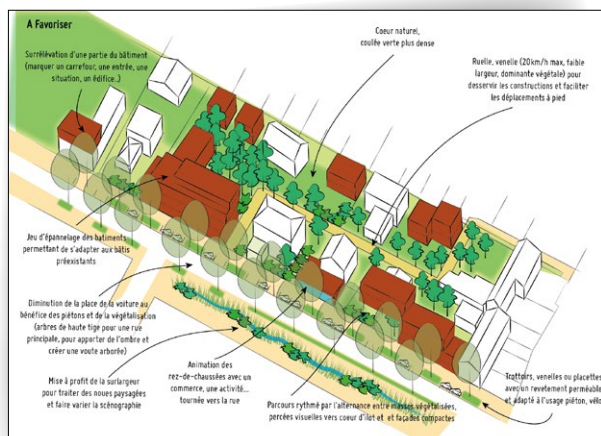 A Favoriser
Surrélévation d'une partie du bâtiment
(marquer un carrefour, une entrée, une
situation, un édifice...)
Coeur naturel,
coulée verte plus dense
Ruelle, venelle (20km/h max, faible
largeur, dominante végétale) pour
desservir les constructions et faciliter
les déplacements à pied
Jeu d'épannelage des batiments
permettant de s'adapter aux bâtis
préexistants
Diminution de la place de la voiture au
bénéfice des piétons et de la végétalisation
(arbres de haute tige pour une rue
principale, pour apporter de l'ombre et
créer une voute arborée)
Mise à profit de la surlargeur
pour traiter des noues paysagées
et faire varier la scénographie
Animation des
rez-de-chaussées avec un
commerce, une activité...
tournée vers la rue
Parcours rythmé par l'alternance entre masses végétalisées,
percées visuelles vers coeur d'îlot et et façades compactes
Trottoirs, venelles ou placettes
avec un revetement perméable
et adapté à l'usage piéton, vélo